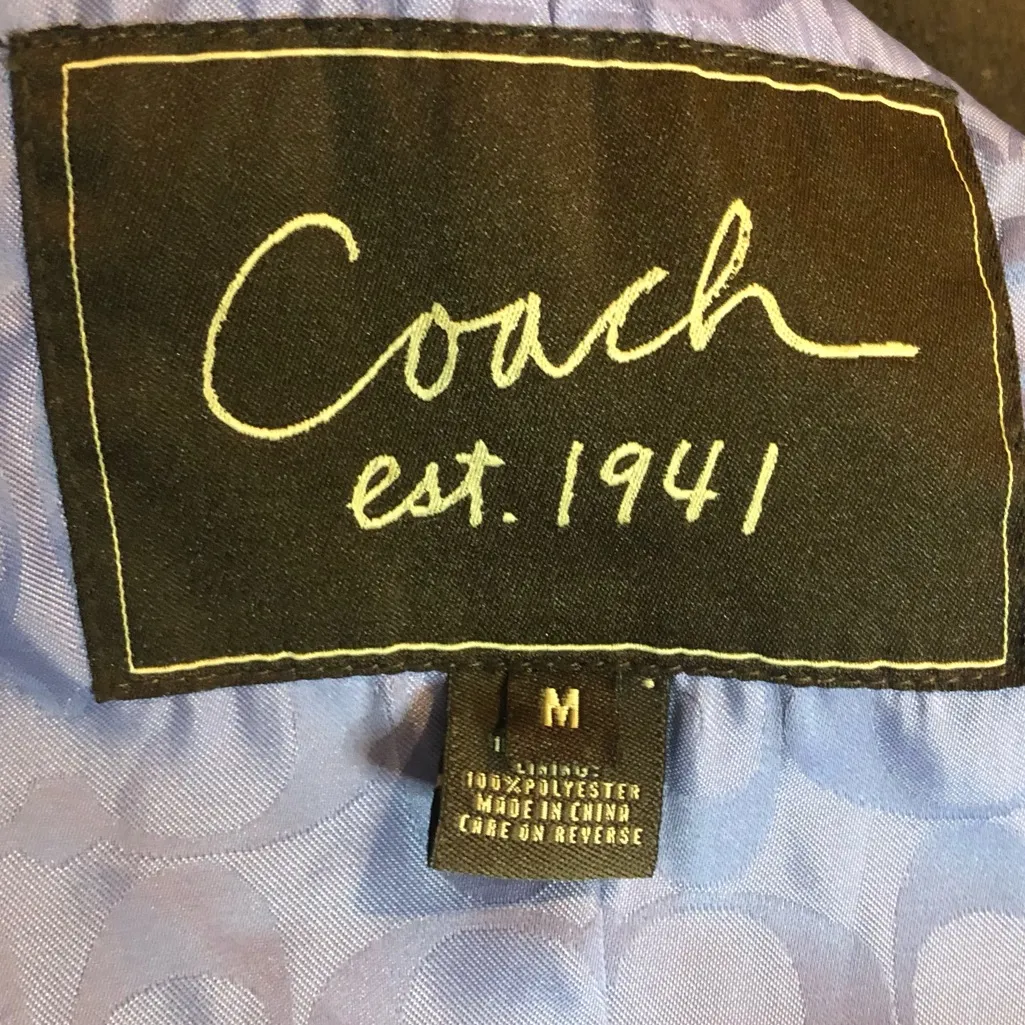 Coach
est. 1941
M
LINING:
100%POLYESTER
MADE IN CHINA
CARE ON REVERSE